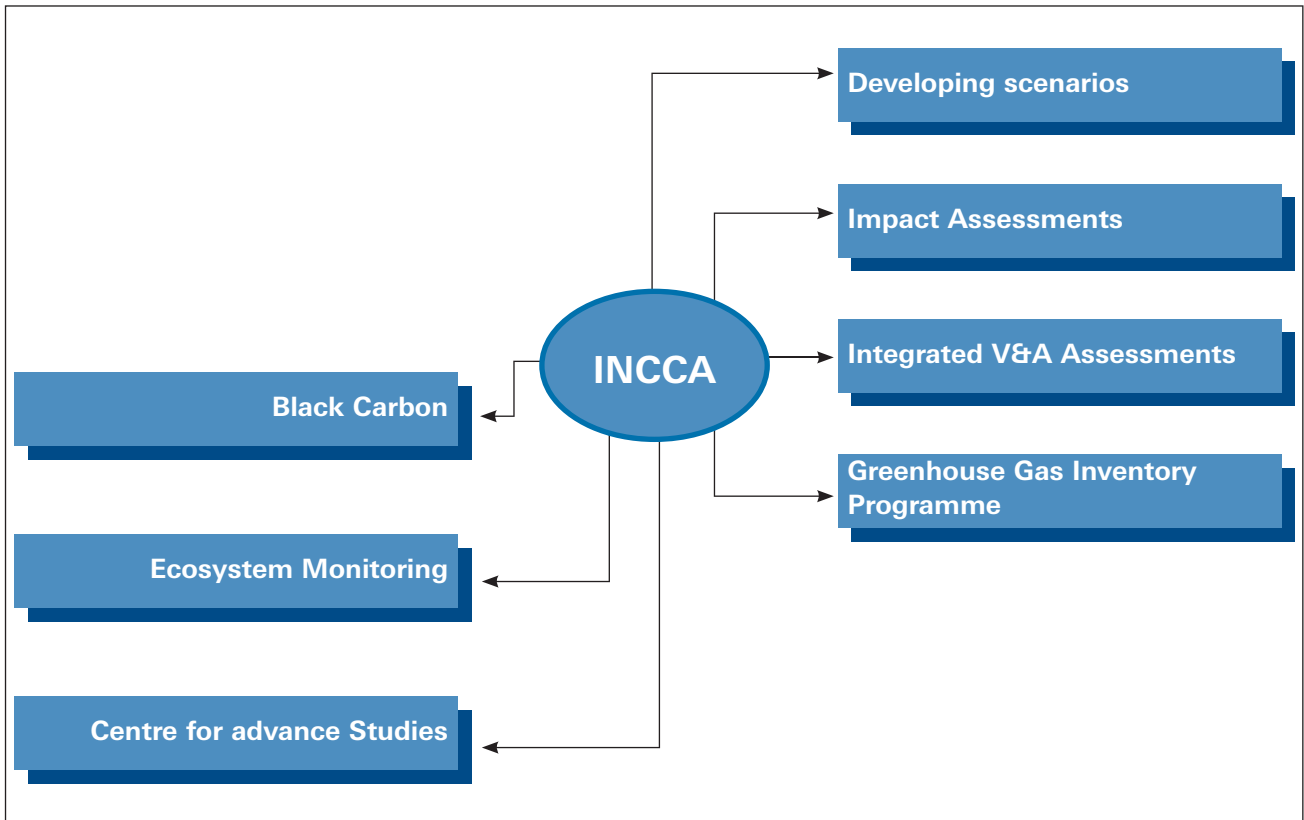 Developing scenarios
Impact Assessments
INCCA
Integrated V&A Assessments
Black Carbon
Greenhouse Gas Inventory
Programme
Ecosystem Monitoring
Centre for advance Studies